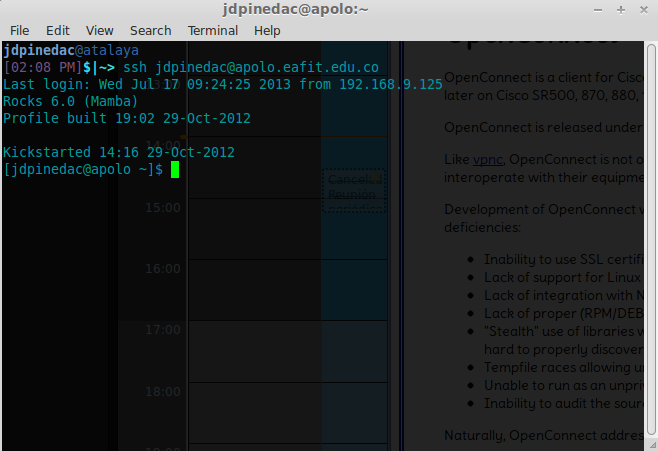 jdpinedac@apolo:~
File Edit View Search Terminal Help
jdpinedac@atalaya
[02:08 PM]$|~> ssh jdpinedac@apolo.eafit.edu.co
Last login: Wed Jul 17 09:24:25 2013 from 192.168.9.125
Rocks 6.0 (Mamba)
Profile built 19:02 29-Oct-2012
Kickstarted 14:16 29-Oct-2012
[jdpinedac@apolo ~]$
14:00
15:00
16:00
17:00
18:00
Cancel
Reunión
OpenConnect is a client for Cisco
later on Cisco SR500, 870, 880,
OpenConnect is released under
Like vpnc, OpenConnect is not o
interoperate with their equipme
Development of OpenConnect w
deficiencies:
Inability to use SSL certifi
Lack of support for Linux
Lack of integration with N
Lack of proper (RPM/DEB
"Stealth" use of libraries w
hard to properly discover
Tempfile races allowing un
Unable to run as an unpriv
Inability to audit the sour
Naturally, OpenConnect addres